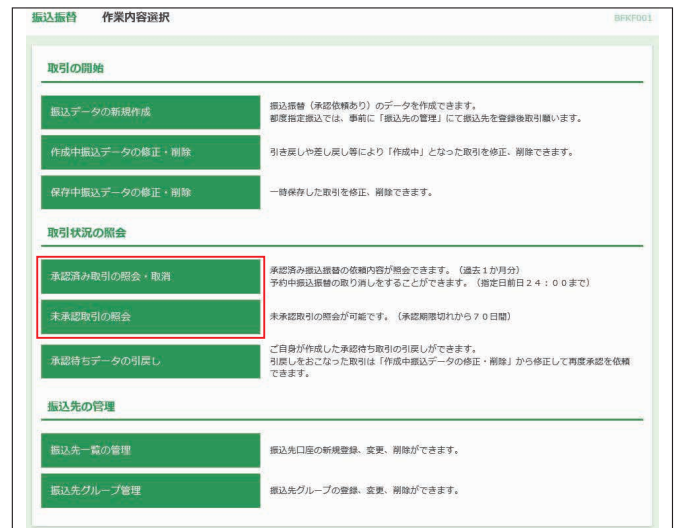 振込振替 作業内容選択 BFKF001
取引の開始
振込データの新規作成
振込振替（承認依頼あり）のデータを作成できます。
都度指定振込では、事前に「振込先の管理」にて振込先を登録後取引願います。
作成中振込データの修正・削除
引き戻しや差し戻し等により「作成中」となった取引を修正、削除できます。
保存中振込データの修正・削除
一時保存した取引を修正、削除できます。
取引状況の照会
承認済み取引の照会・取消
承認済み振込振替の依頼内容が照会できます。（過去１か月分）
予約中振込振替の取り消しをすることができます。（指定日前日２４：００まで）
未承認取引の照会
未承認取引の照会が可能です。（承認期限切れから７０日間）
承認待ちデータの引戻し
ご自身が作成した承認待ち取引の引戻しができます。
引戻しをおこなった取引は「作成中振込データの修正・削除」から修正して再度承認を依頼
できます。
振込先の管理
振込先一覧の管理
振込先口座の新規登録、変更、削除ができます。
振込先グループ管理
振込先グループの登録、変更、削除ができます。